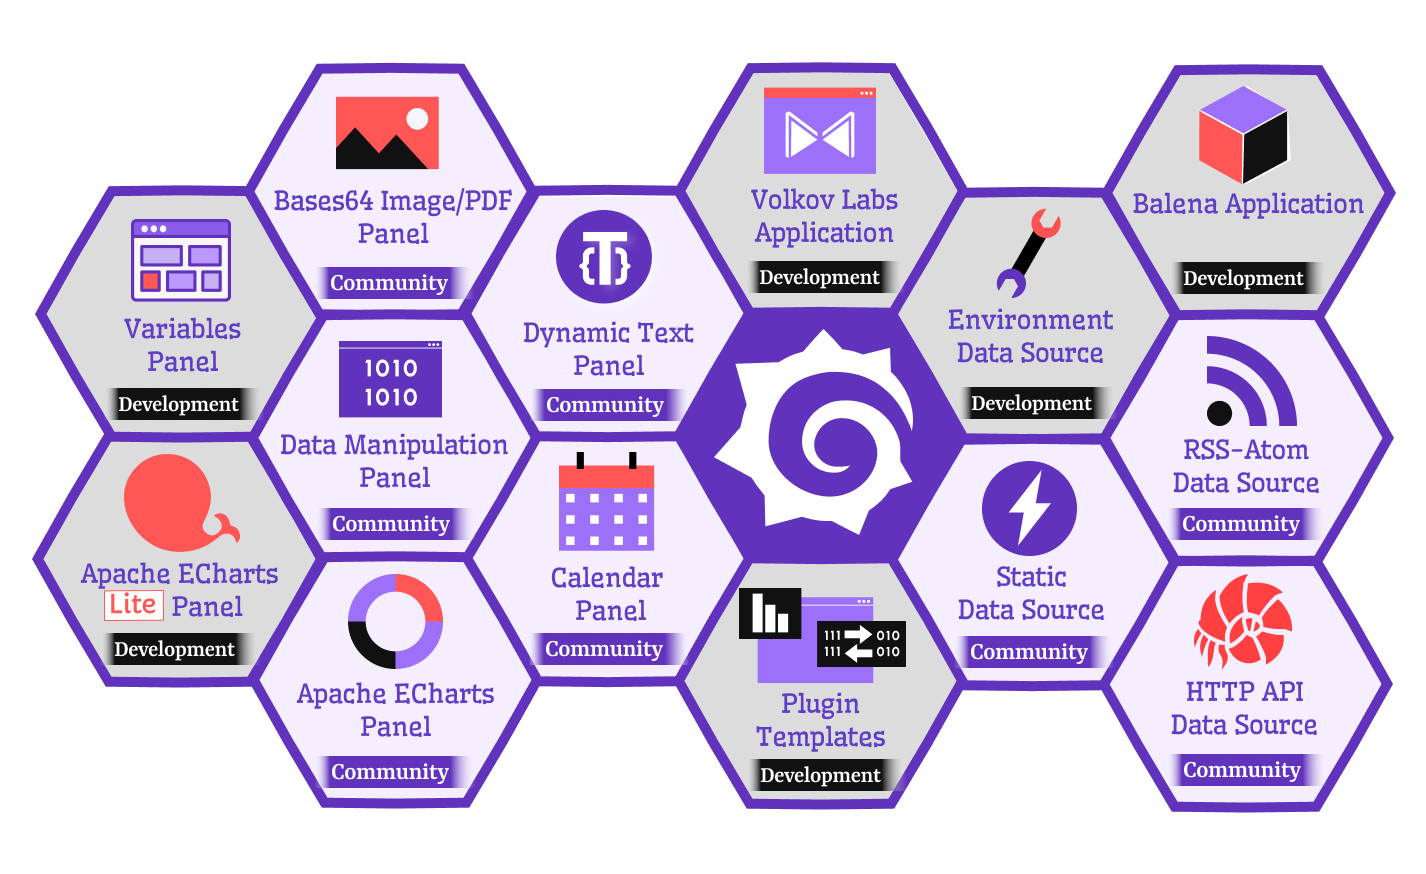 Bases64 Image/PDF
Panel
Community
Volkov Labs
Application
Development
Balena Application
Development
Variables
Panel
Development
Dynamic Text
Panel
Community
T
{ }
Environment
Data Source
Development
1010
1010
Data Manipulation
Panel
Community
RSS-Atom
Data Source
Community
Apache ECharts
Lite Panel
Development
Calendar
Panel
Community
Static
Data Source
Community
Apache ECharts
Panel
Community
111 010
111 010
Plugin
Templates
Development
HTTP API
Data Source
Community